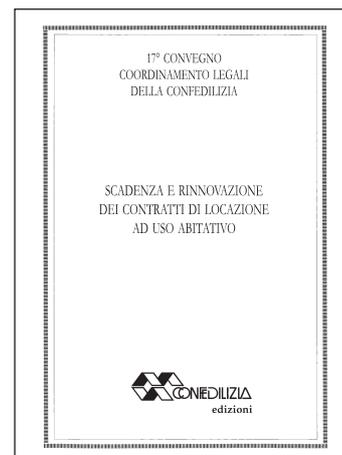 17° CONVEGNO
COORDINAMENTO LEGALI
DELLA CONFEDILIZIA
SCADENZA E RINNOVAZIONE
DEI CONTRATTI DI LOCAZIONE
AD USO ABITATIVO
CONFEDILIZIA
edizioni